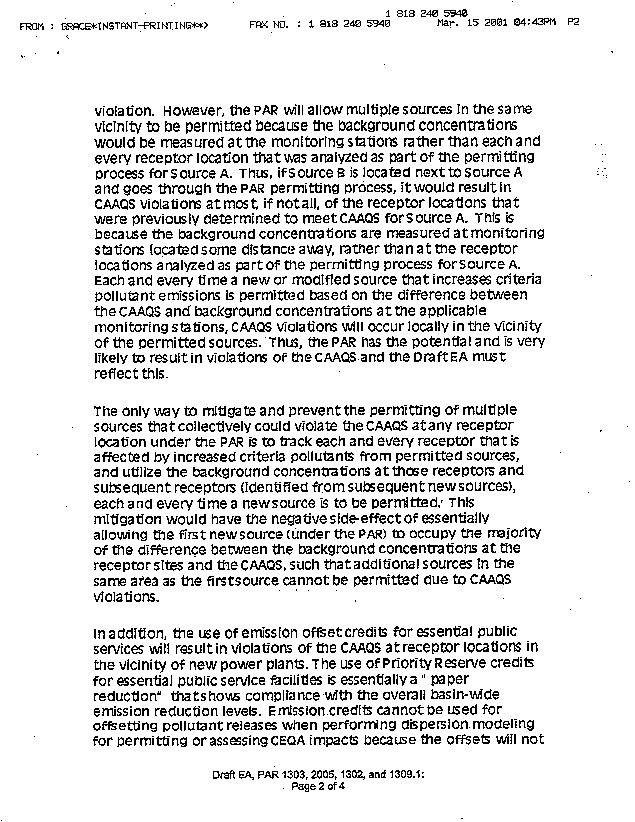 1 818 240 5940
FROM : GRACE*INSTANT-PRINTING**> FAX NO. : 1 818 240 5940 Mar. 15 2001 04:43PM P2
violation. However, the PAR will allow multiple sources in the same
vicinity to be permitted because the background concentrations
would be measured at the monitoring stations rather than each and
every receptor location that was analyzed as part of the permitting
process for Source A. Thus, if Source B is located next to Source A
and goes through the PAR permitting process, it would result in
CAAQS violations at most, if not all, of the receptor locations that
were previously determined to meet CAAQS for Source A. This is
because the background concentrations are measured at monitoring
stations located some distance away, rather than at the receptor
locations analyzed as part of the permitting process for Source A.
Each and every time a new or modified source that increases criteria
pollutant emissions is permitted based on the difference between
the CAAQS and background concentrations at the applicable
monitoring stations, CAAQS violations will occur locally in the vicinity
of the permitted sources. Thus, the PAR has the potential and is very
likely to result in violations of the CAAQS and the Draft EA must
reflect this.
The only way to mitigate and prevent the permitting of multiple
sources that collectively could violate the CAAQS at any receptor
location under the PAR is to track each and every receptor that is
affected by increased criteria pollutants from permitted sources,
and utilize the background concentrations at those receptors and
subsequent receptors (identified from subsequent new sources),
each and every time a new source is to be permitted. This
mitigation would have the negative side-effect of essentially
allowing the first new source (under the PAR) to occupy the majority
of the difference between the background concentrations at the
receptor sites and the CAAQS, such that additional sources in the
same area as the first source cannot be permitted due to CAAQS
violations.
In addition, the use of emission offset credits for essential public
services will result in violations of the CAAQS at receptor locations in
the vicinity of new power plants. The use of Priority Reserve credits
for essential public service facilities is essentially a " paper
reduction" that shows compliance with the overall basin-wide
emission reduction levels. Emission credits cannot be used for
offsetting pollutant releases when performing dispersion modeling
for permitting or assessing CEQA impacts because the offsets will not
Draft EA, PAR 1303, 2005, 1302, and 1309.1:
Page 2 of 4